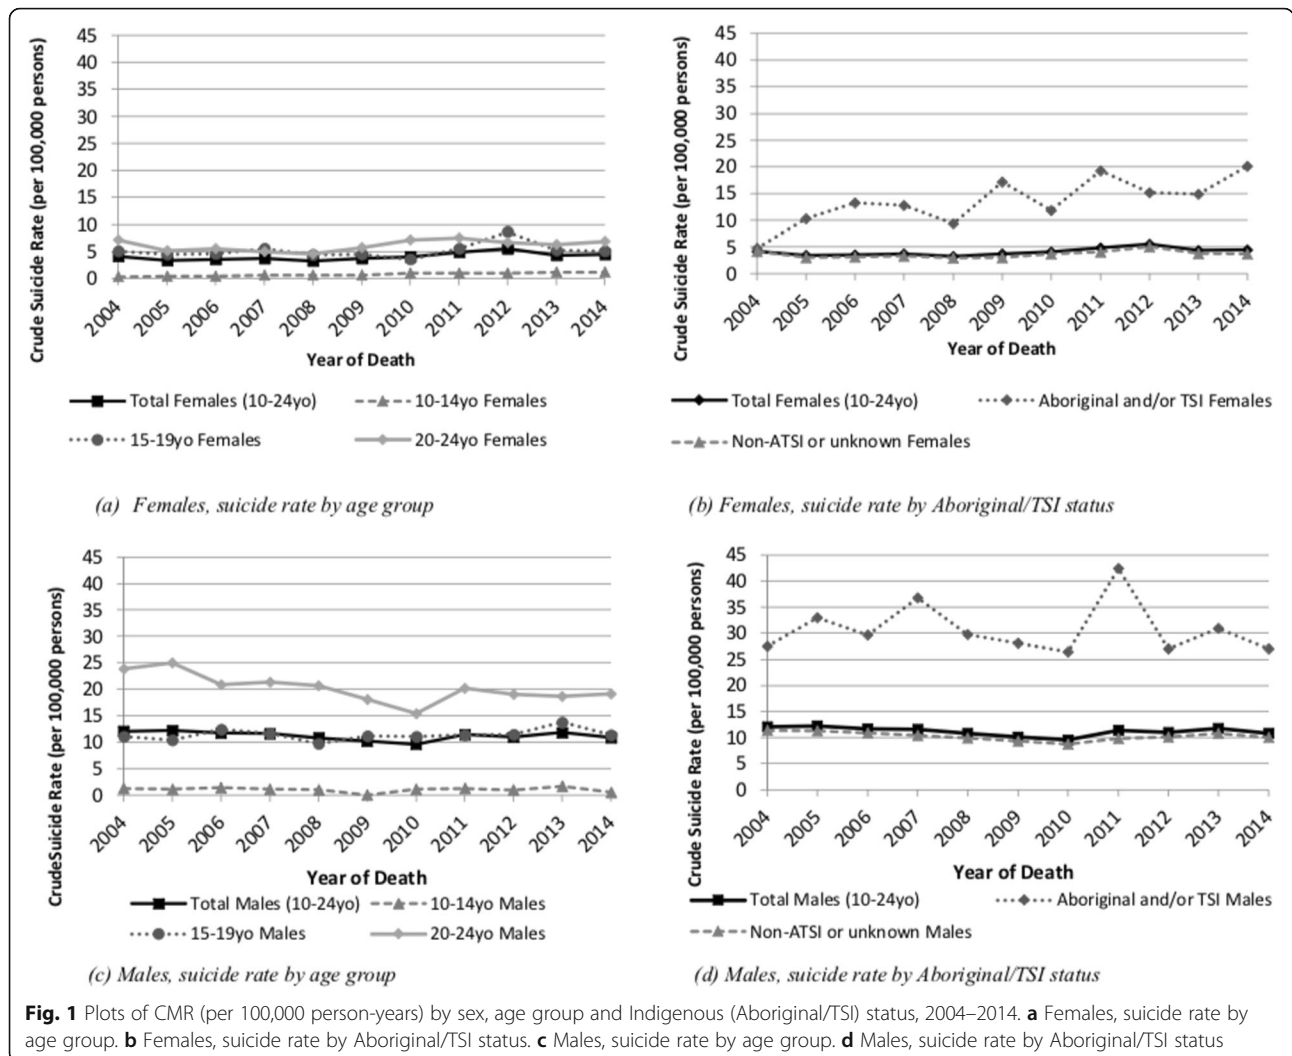 45
40
35
30
25
20
15
10
5
0
Crude Suicide Rate (per 100,000 persons)
2004 2005 2006 2007 2008 2009 2010 2011 2012 2013 2014
Year of Death
Total Females (10-24yo) 10-14yo Females
15-19yo Females 20-24yo Females
(a) Females, suicide rate by age group
45
40
35
30
25
20
15
10
5
0
Crude Suicide Rate (per 100,000 persons)
2004 2005 2006 2007 2008 2009 2010 2011 2012 2013 2014
Year of Death
Total Females (10-24yo) Aboriginal and/or TSI Females
Non-ATSI or unknown Females
(b) Females, suicide rate by Aboriginal/TSI status
45
40
35
30
25
20
15
10
5
0
CrudeSuicide Rate (per 100,000 persons)
2004 2005 2006 2007 2008 2009 2010 2011 2012 2013 2014
Year of Death
Total Males (10-24yo) 10-14yo Males
15-19yo Males 20-24yo Males
(c) Males, suicide rate by age group
45
40
35
30
25
20
15
10
5
0
Crude Suicide Rate (per 100,000 persons)
2004 2005 2006 2007 2008 2009 2010 2011 2012 2013 2014
Year of Death
Total Males (10-24yo) Aboriginal and/or TSI Males
Non-ATSI or unknown Males
(d) Males, suicide rate by Aboriginal/TSI status
Fig. 1 Plots of CMR (per 100,000 person-years) by sex, age group and Indigenous (Aboriginal/TSI) status, 2004–2014. a Females, suicide rate by
age group. b Females, suicide rate by Aboriginal/TSI status. c Males, suicide rate by age group. d Males, suicide rate by Aboriginal/TSI status